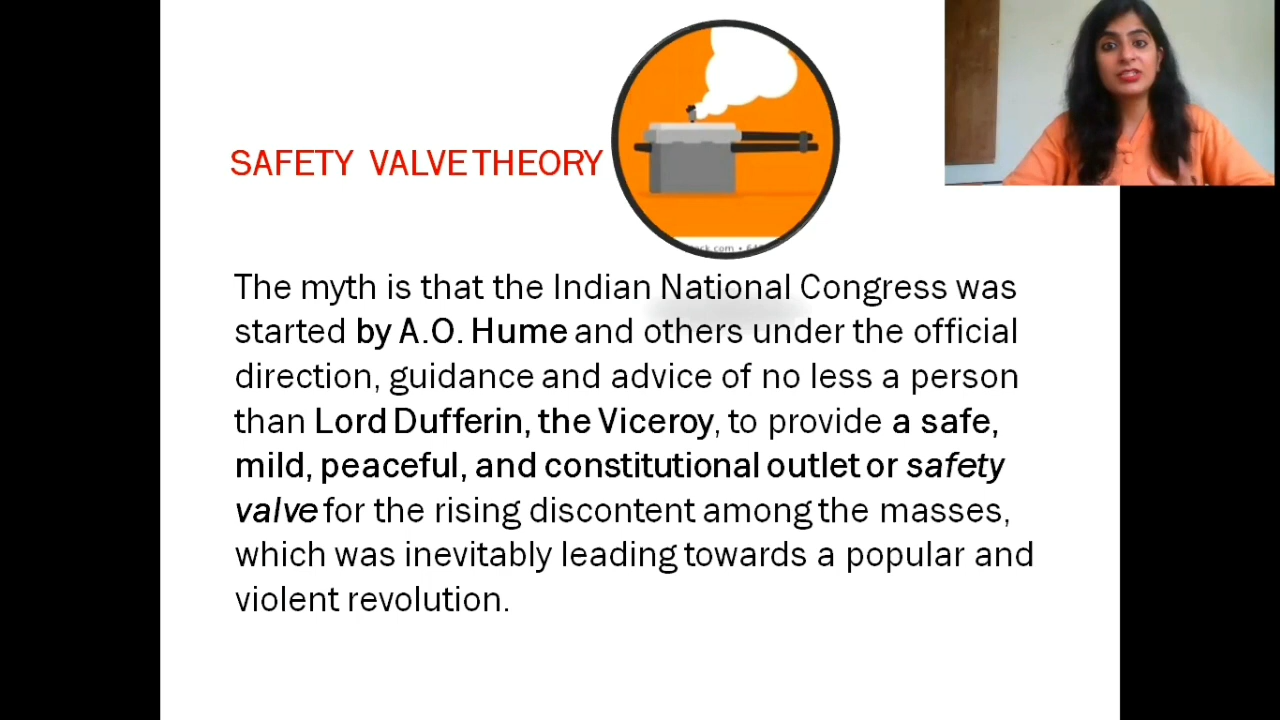 SAFETY VALVE THEORY
The myth is that the Indian National Congress was
started by A.O. Hume and others under the official
direction, guidance and advice of no less a person
than Lord Dufferin, the Viceroy, to provide a safe,
mild, peaceful, and constitutional outlet or safety
valve for the rising discontent among the masses,
which was inevitably leading towards a popular and
violent revolution.